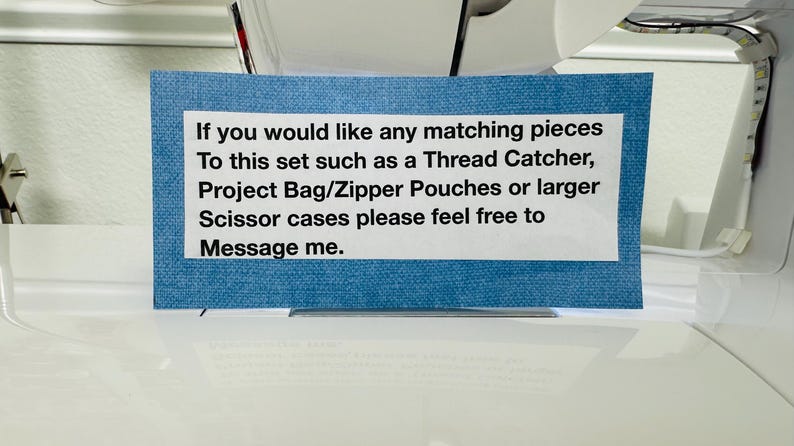 If you would like any matching pieces
To this set such as a Thread Catcher,
Project Bag/Zipper Pouches or larger
Scissor cases please feel free to
Message me.